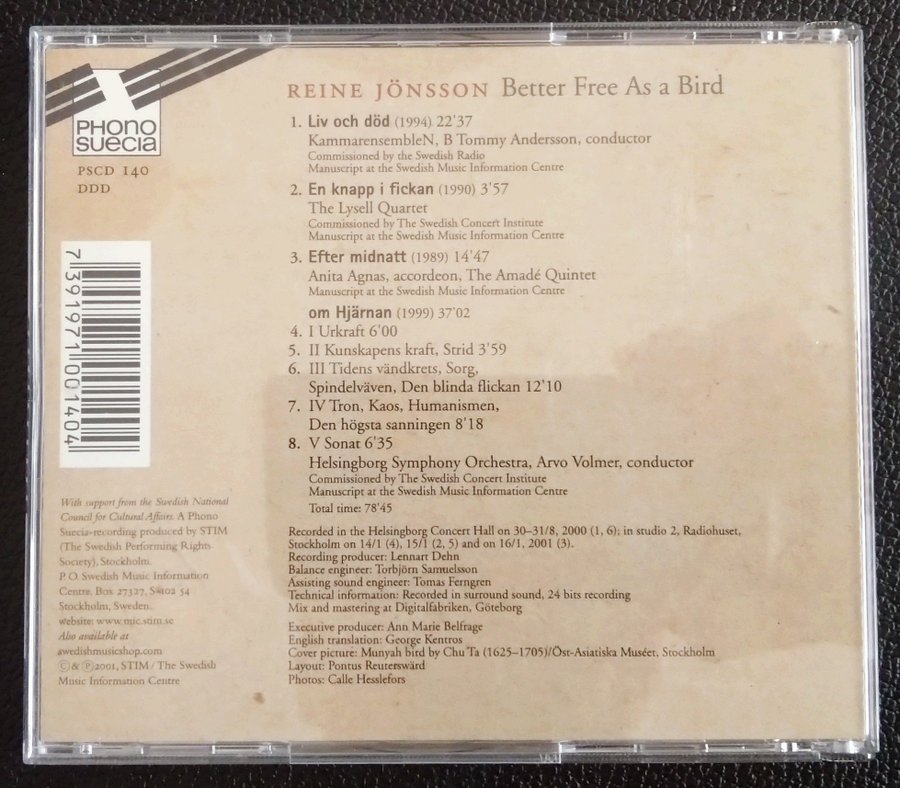 PHONO
SUECIA
PSCD 140
DDD
7 391971 001404
With support from the Swedish National
Council for Cultural Affairs. A Phono
Suecia-recording produced by STIM
(The Swedish Performing Rights
Society), Stockholm.
P.O. Swedish Music Information
Centre, Box 27327, S-102 54
Stockholm, Sweden.
website: www.mic.stim.se
Also available at
swedishmusicshop.com
©& ℗2001, STIM/ The Swedish
Music Information Centre
REINE JÖNSSON Better Free As a Bird
1. Liv och död (1994) 22'37
KammarensembleN, B Tommy Andersson, conductor
Commissioned by the Swedish Radio
Manuscript at the Swedish Music Information Centre
2. En knapp i fickan (1990) 3'57
The Lysell Quartet
Commissioned by The Swedish Concert Institute
Manuscript at the Swedish Music Information Centre
3. Efter midnatt (1989) 14'47
Anita Agnas, accordeon, The Amadé Quintet
Manuscript at the Swedish Music Information Centre
om Hjärnan (1999) 37'02
4. I Urkraft 6'00
5. II Kunskapens kraft, Strid 3'59
6. III Tidens vändkrets, Sorg,
Spindelväven, Den blinda flickan 12'10
7. IV Tron, Kaos, Humanismen,
Den högsta sanningen 8'18
8. V Sonat 6'35
Helsingborg Symphony Orchestra, Arvo Volmer, conductor
Commissioned by The Swedish Concert Institute
Manuscript at the Swedish Music Information Centre
Total time: 78'45
Recorded in the Helsingborg Concert Hall on 30–31/8, 2000 (1, 6); in studio 2, Radiohuset,
Stockholm on 14/1 (4), 15/1 (2, 5) and on 16/1, 2001 (3).
Recording producer: Lennart Dehn
Balance engineer: Torbjörn Samuelsson
Assisting sound engineer: Tomas Ferngren
Technical information: Recorded in surround sound, 24 bits recording
Mix and mastering at Digitalfabriken, Göteborg
Executive producer: Ann Marie Belfrage
English translation: George Kentros
Cover picture: Munyah bird by Chu Ta (1625–1705)/Öst-Asiatiska Muséet, Stockholm
Layout: Pontus Reuterswärd
Photos: Calle Hesslefors